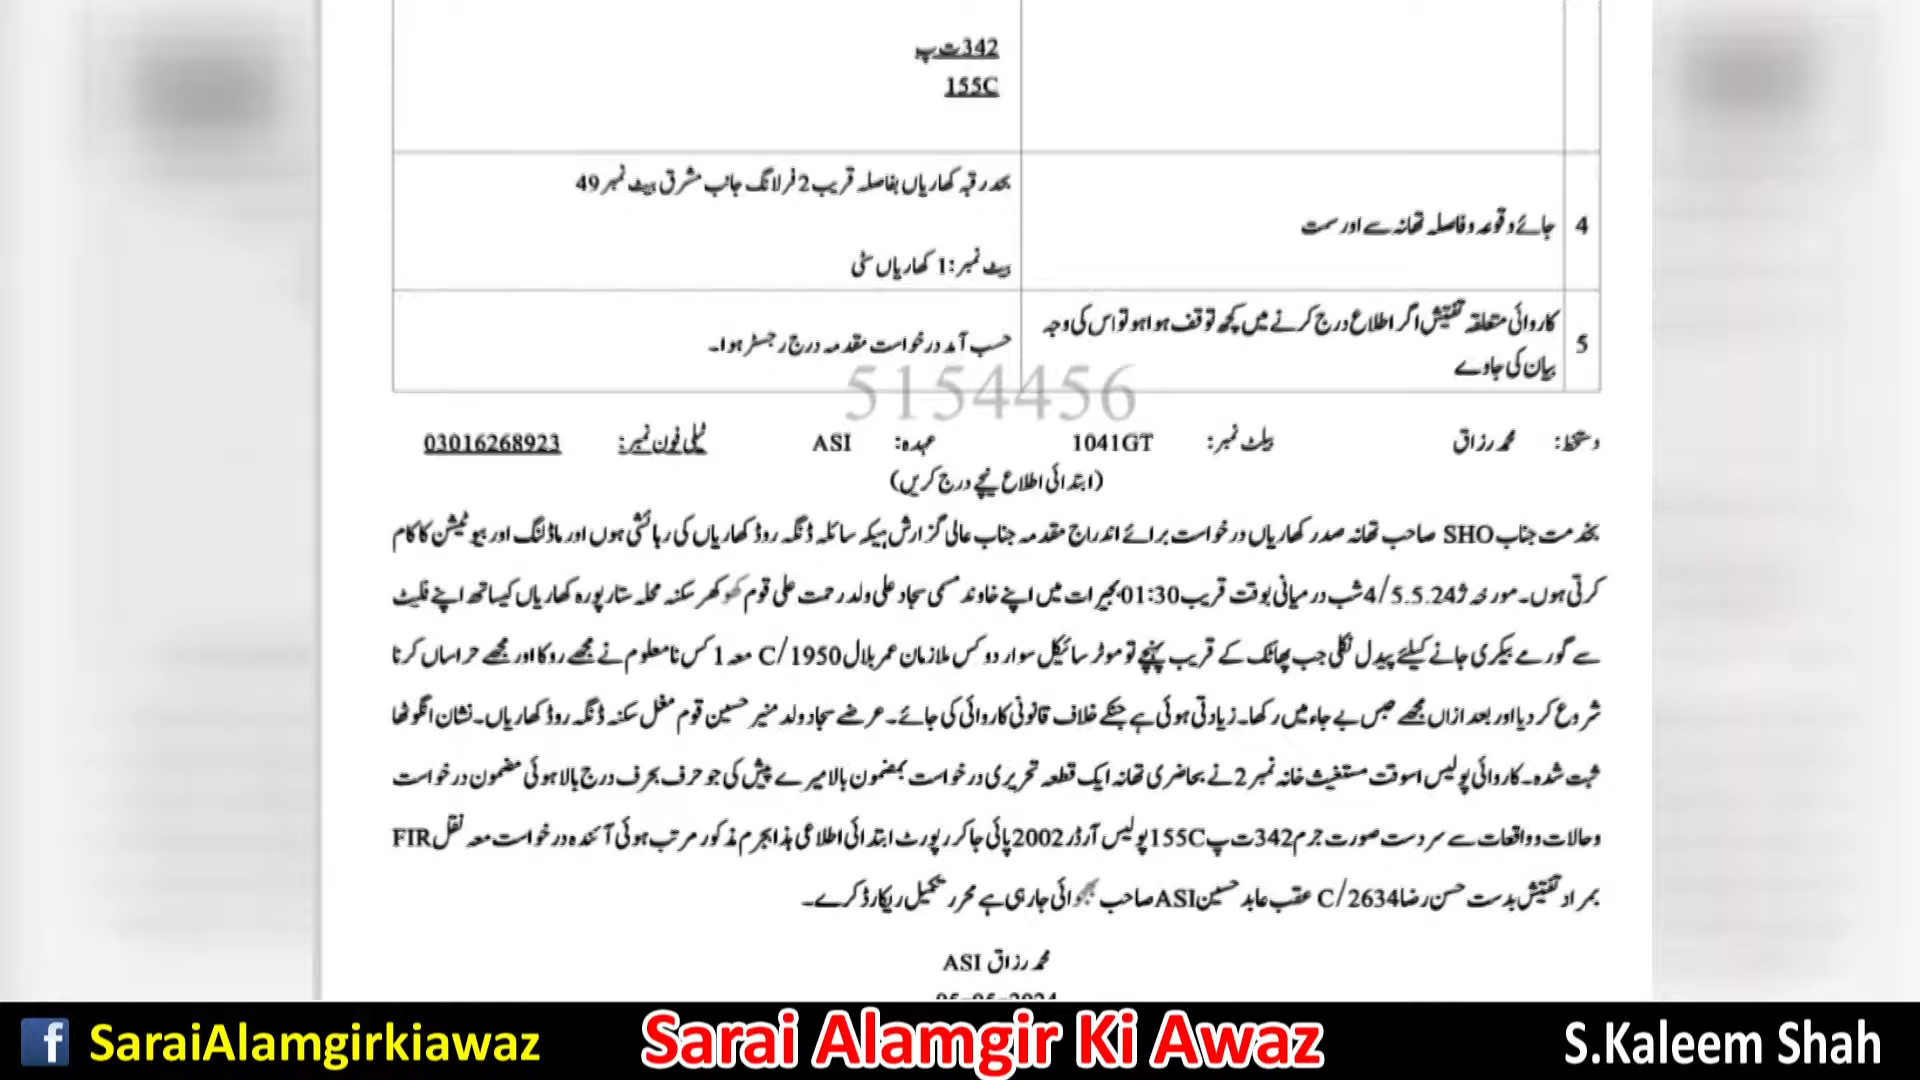 342ت پ
155C
4 جائے وقوعہ و فاصلہ تھانہ سے اور سمت
بحد رقبہ کھاریاں بفاصلہ قریب 2 فرلانگ جانب مشرق بیٹ نمبر 49
بیٹ نمبر: 1 کھاریاں سٹی
5 کاروائی متعلقہ تفتیش اگر اطلاع درج کرنے میں کچھ توقف ہوا ہو تو اس کی وجہ
بیان کی جاوے
حسب آمد درخواست مقدمہ درج رجسٹر ہوا۔
5154456
دستخط: محمد رزاق بیلٹ نمبر: 1041GT عہدہ: ASI ٹیلی فون نمبر: 03016268923
(ابتدائی اطلاع نیچے درج کریں)
بخدمت جناب SHO صاحب تھانہ صدر کھاریاں درخواست برائے اندراج مقدمہ جناب عالی گزارش ہیکہ سائلہ ڈنگہ روڈ کھاریاں کی رہائشی ہوں اور ماڈلنگ اور بیوٹیشن کا کام
کرتی ہوں۔ مورخہ 4/5.5.24 شب درمیانی بوقت قریب 01:30 بجے رات میں اپنے خاوند مسمی سجاد علی ولد رحمت علی قوم کھوکھر سکنہ محلہ ستار پورہ کھاریاں کیساتھ اپنے فلیٹ
سے گورمے بیکری جانے کیلئے پیدل نکلی جب پھاٹک کے قریب پہنچے تو موٹر سائیکل سوار دو کس ملازمان عمر بلال 1950/C معہ 1 کس نامعلوم نے مجھے روکا اور مجھے حراساں کرنا
شروع کر دیا اور بعد ازاں مجھے حبس بے جاء میں رکھا۔ زیادتی ہوئی ہے جنکے خلاف قانونی کاروائی کی جائے۔ عرضے سجاد ولد منیر حسین قوم مغل سکنہ ڈنگہ روڈ کھاریاں۔ نشان انگوٹھا
ثبت شدہ۔ کاروائی پولیس اسوقت مستغیث خانہ نمبر 2 نے بحاضری تھانہ ایک قطعہ تحریری درخواست بمضمون بالا میرے پیش کی جو حرف بحرف درج بالا ہوئی مضمون درخواست
و حالات و واقعات سے سردست صورت جرم 342ت پ 155C پولیس آرڈر 2002 پائی جا کر رپورٹ ابتدائی اطلاعی ہذا بجرم مذکور مرتب ہوئی آئندہ درخواست معہ نقل FIR
بمراد تفتیش بدست حسن رضا 2634/C عقب عابد حسین ASI صاحب بھجوائی جا رہی ہے محرر تکمیل ریکارڈ کرے۔
محمد رزاق ASI
05-05-2024
SaraiAlamgirkiawaz
Sarai Alamgir Ki Awaz
S.Kaleem Shah